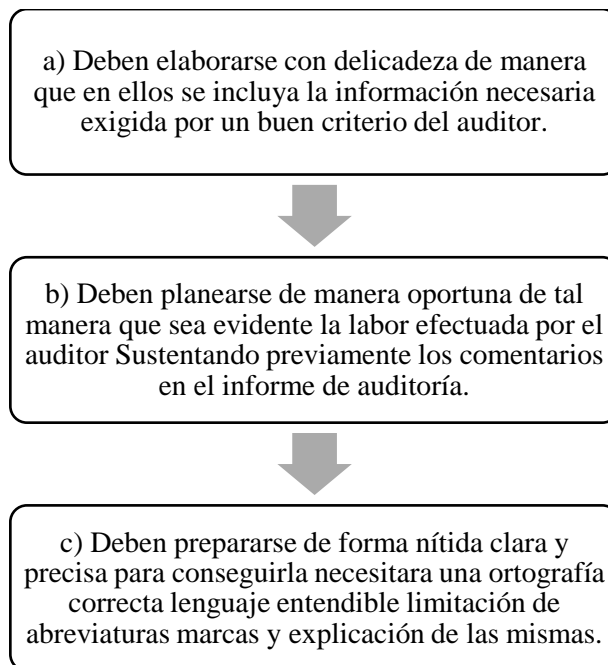 a) Deben elaborarse con delicadeza de manera
que en ellos se incluya la información necesaria
exigida por un buen criterio del auditor.
b) Deben planearse de manera oportuna de tal
manera que sea evidente la labor efectuada por el
auditor Sustentando previamente los comentarios
en el informe de auditoría.
c) Deben prepararse de forma nítida clara y
precisa para conseguirla necesitara una ortografía
correcta lenguaje entendible limitación de
abreviaturas marcas y explicación de las mismas.